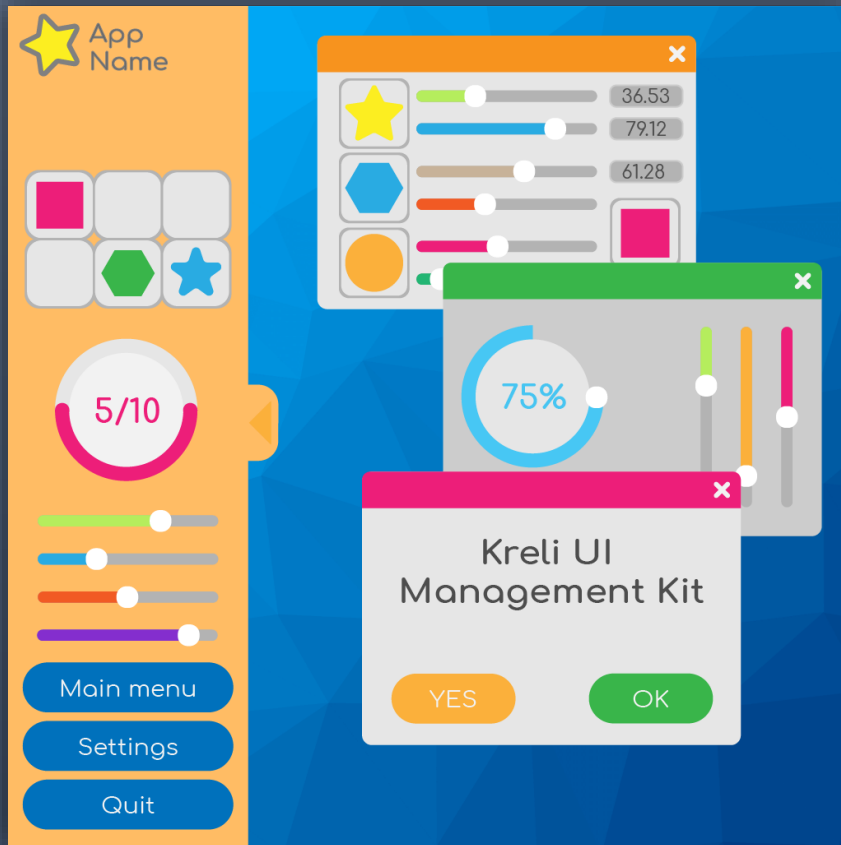 App
Name
36.53
79.12
61.28
5/10
75%
Kreli UI
Management Kit
YES
OK
Main menu
Settings
Quit